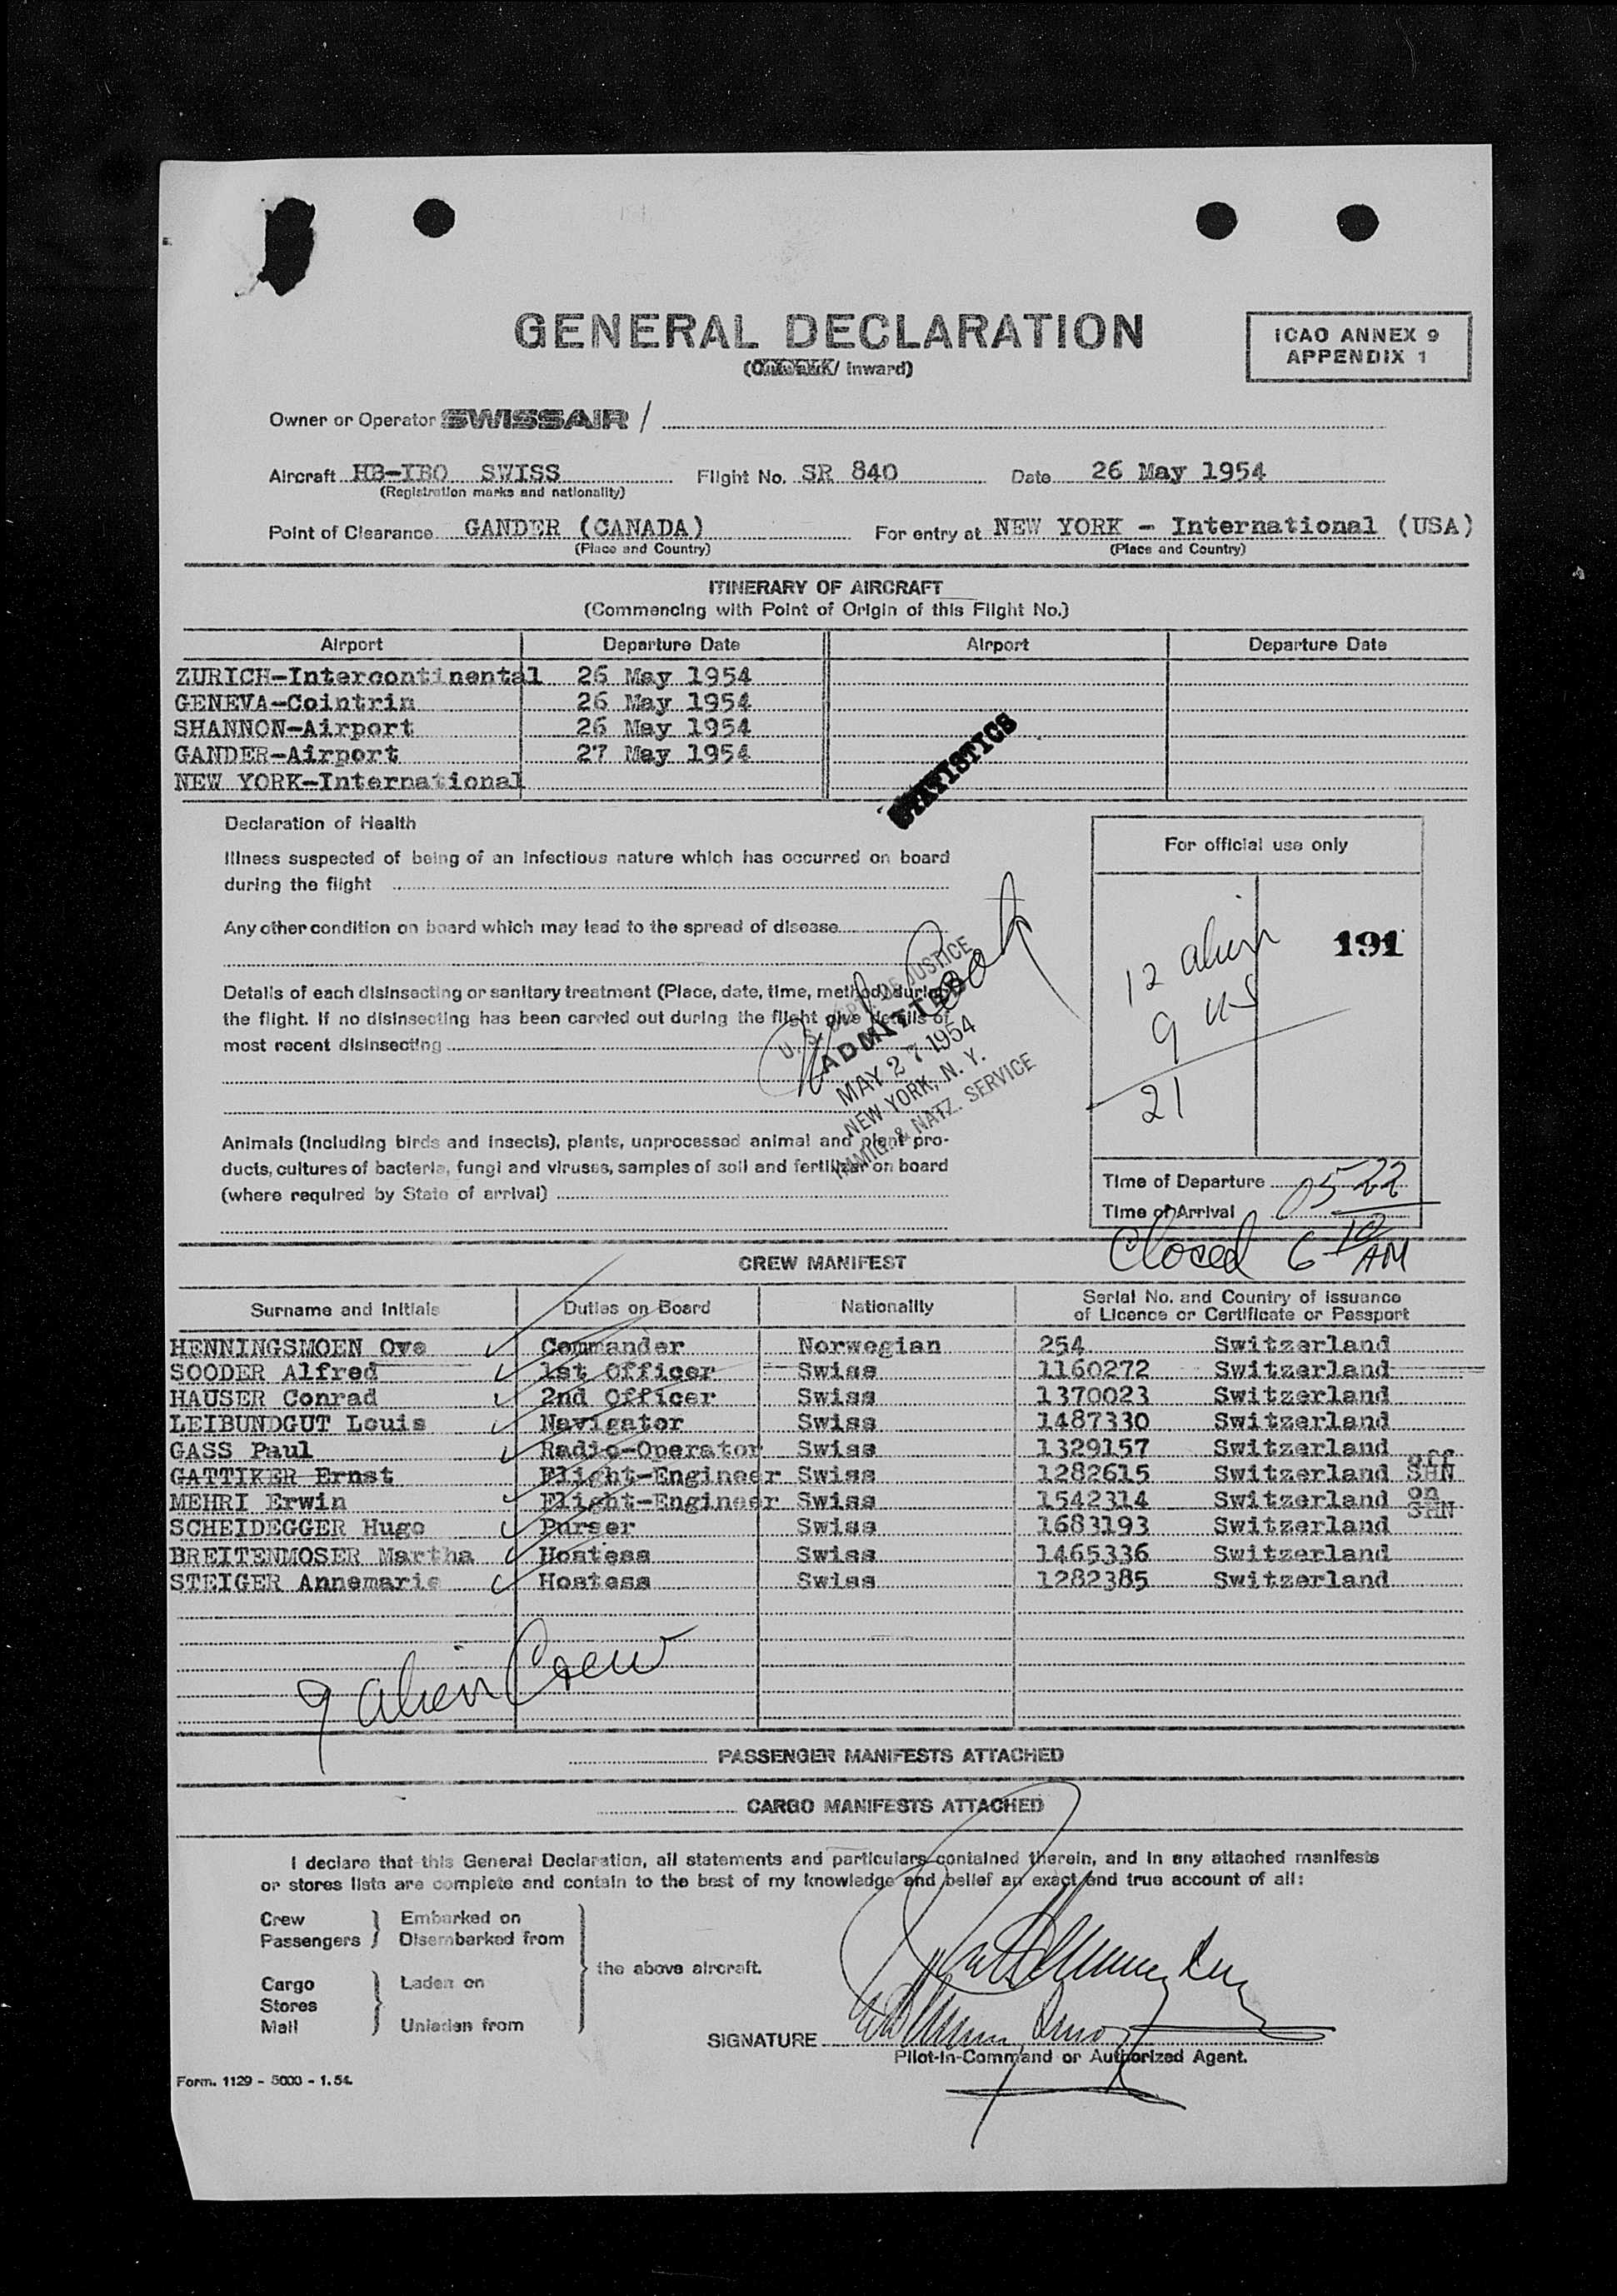 GENERAL DECLARATION
(Outward/ Inward)
ICAO ANNEX 9
APPENDIX 1
Owner or Operator SWISSAIR /
Aircraft HB-IBO SWISS Flight No. SR 840 Date 26 May 1954
(Registration marks and nationality)
Point of Clearance GANDER (CANADA) For entry at NEW YORK - International (USA)
(Place and Country) (Place and Country)
ITINERARY OF AIRCRAFT
(Commencing with Point of Origin of this Flight No.)
Airport Departure Date Airport Departure Date
ZURICH-Intercontinental 26 May 1954
GENEVA-Cointrin 26 May 1954
SHANNON-Airport 26 May 1954
GANDER-Airport 27 May 1954
NEW YORK-International
STATISTICS
Declaration of Health
Illness suspected of being of an infectious nature which has occurred on board
during the flight
Any other condition on board which may lead to the spread of disease
Details of each disinsecting or sanitary treatment (Place, date, time, method) during
the flight. If no disinsecting has been carried out during the flight give details of
most recent disinsecting
U. S. DEPT. OF JUSTICE
ADMITTED
MAY 27 1954
NEW YORK, N. Y.
IMMIG. & NATZ. SERVICE
Animals (including birds and insects), plants, unprocessed animal and plant pro-
ducts, cultures of bacteria, fungi and viruses, samples of soil and fertilizer on board
(where required by State of arrival)
For official use only
12 alien
9 US
21
191
Time of Departure
Time of Arrival 0522
Closed 6 10 AM
CREW MANIFEST
Surname and Initials Duties on Board Nationality Serial No. and Country of Issuance
of Licence or Certificate or Passport
HENNINGSMOEN Ove Commander Norwegian 254 Switzerland
SOODER Alfred 1st Officer Swiss 1160272 Switzerland
HAUSER Conrad 2nd Officer Swiss 1370023 Switzerland
LEIBUNDGUT Louis Navigator Swiss 1487330 Switzerland
GASS Paul Radio-Operator Swiss 1329157 Switzerland
GATTIKER Ernst Flight-Engineer Swiss 1282615 Switzerland off SHN
MEHRI Erwin Flight-Engineer Swiss 1542314 Switzerland on SHN
SCHEIDEGGER Hugo Purser Swiss 1683193 Switzerland
BREITENMOSER Martha Hostess Swiss 1465336 Switzerland
STEIGER Annemarie Hostess Swiss 1282385 Switzerland
9 alien Crew
PASSENGER MANIFESTS ATTACHED
CARGO MANIFESTS ATTACHED
I declare that this General Declaration, all statements and particulars contained therein, and in any attached manifests
or stores lists are complete and contain to the best of my knowledge and belief an exact and true account of all:
Crew Embarked on
Passengers Disembarked from
the above aircraft.
Cargo Laden on
Stores
Mail Unladen from
SIGNATURE
Pilot-in-Command or Authorized Agent.
Form. 1129 - 5000 - 1.54.